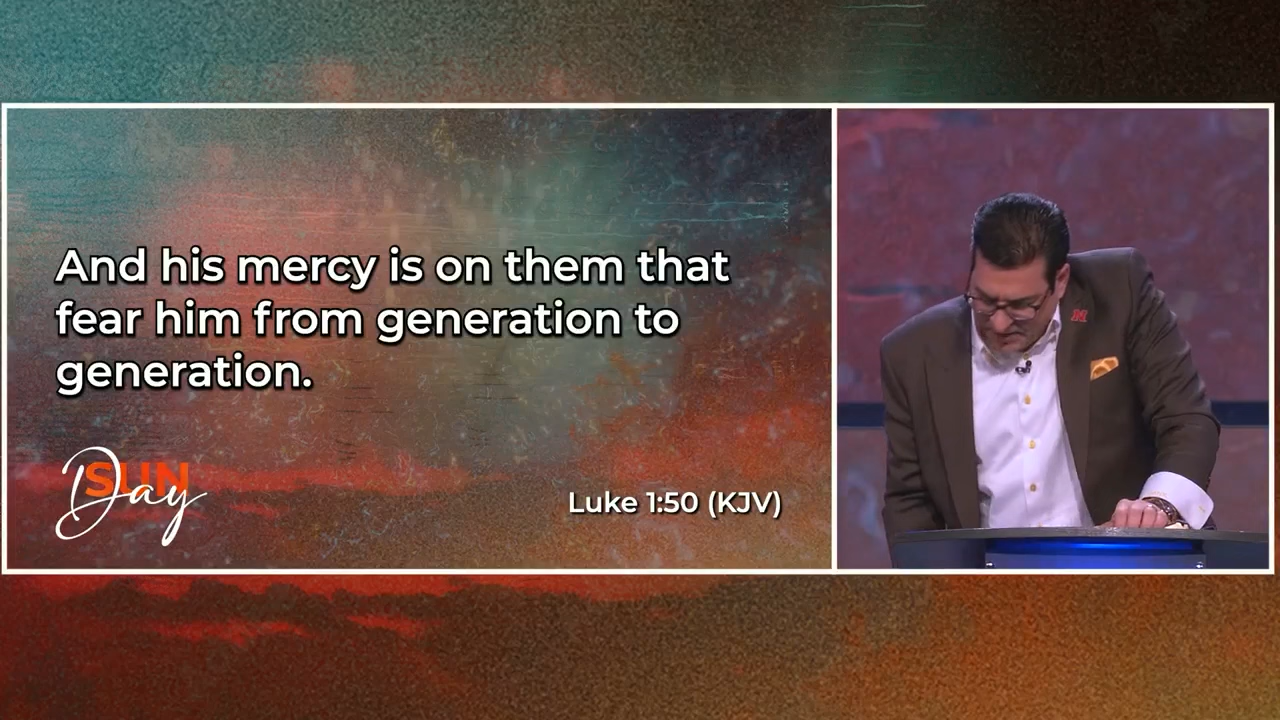 And his mercy is on them that
fear him from generation to
generation.
SUN
Day
Luke 1:50 (KJV)